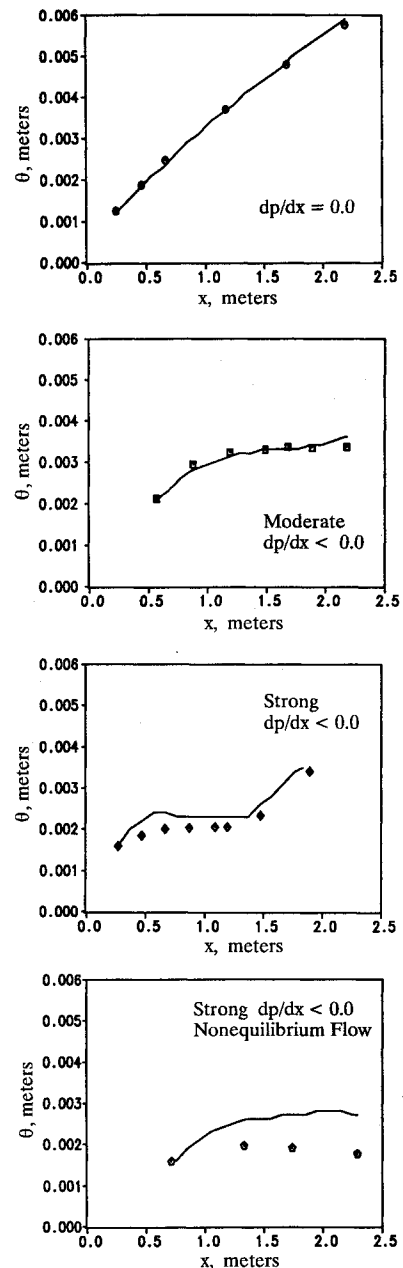 0.006
0.005
0.004
0.003
0.002
0.001
0.000
θ, meters
0.0 0.5 1.0 1.5 2.0 2.5
x, meters
dp/dx = 0.0
0.006
0.005
0.004
0.003
0.002
0.001
0.000
θ, meters
0.0 0.5 1.0 1.5 2.0 2.5
x, meters
Moderate
dp/dx < 0.0
0.006
0.005
0.004
0.003
0.002
0.001
0.000
θ, meters
0.0 0.5 1.0 1.5 2.0 2.5
x, meters
Strong
dp/dx < 0.0
0.006
0.005
0.004
0.003
0.002
0.001
0.000
θ, meters
0.0 0.5 1.0 1.5 2.0 2.5
x, meters
Strong dp/dx < 0.0
Nonequilibrium Flow